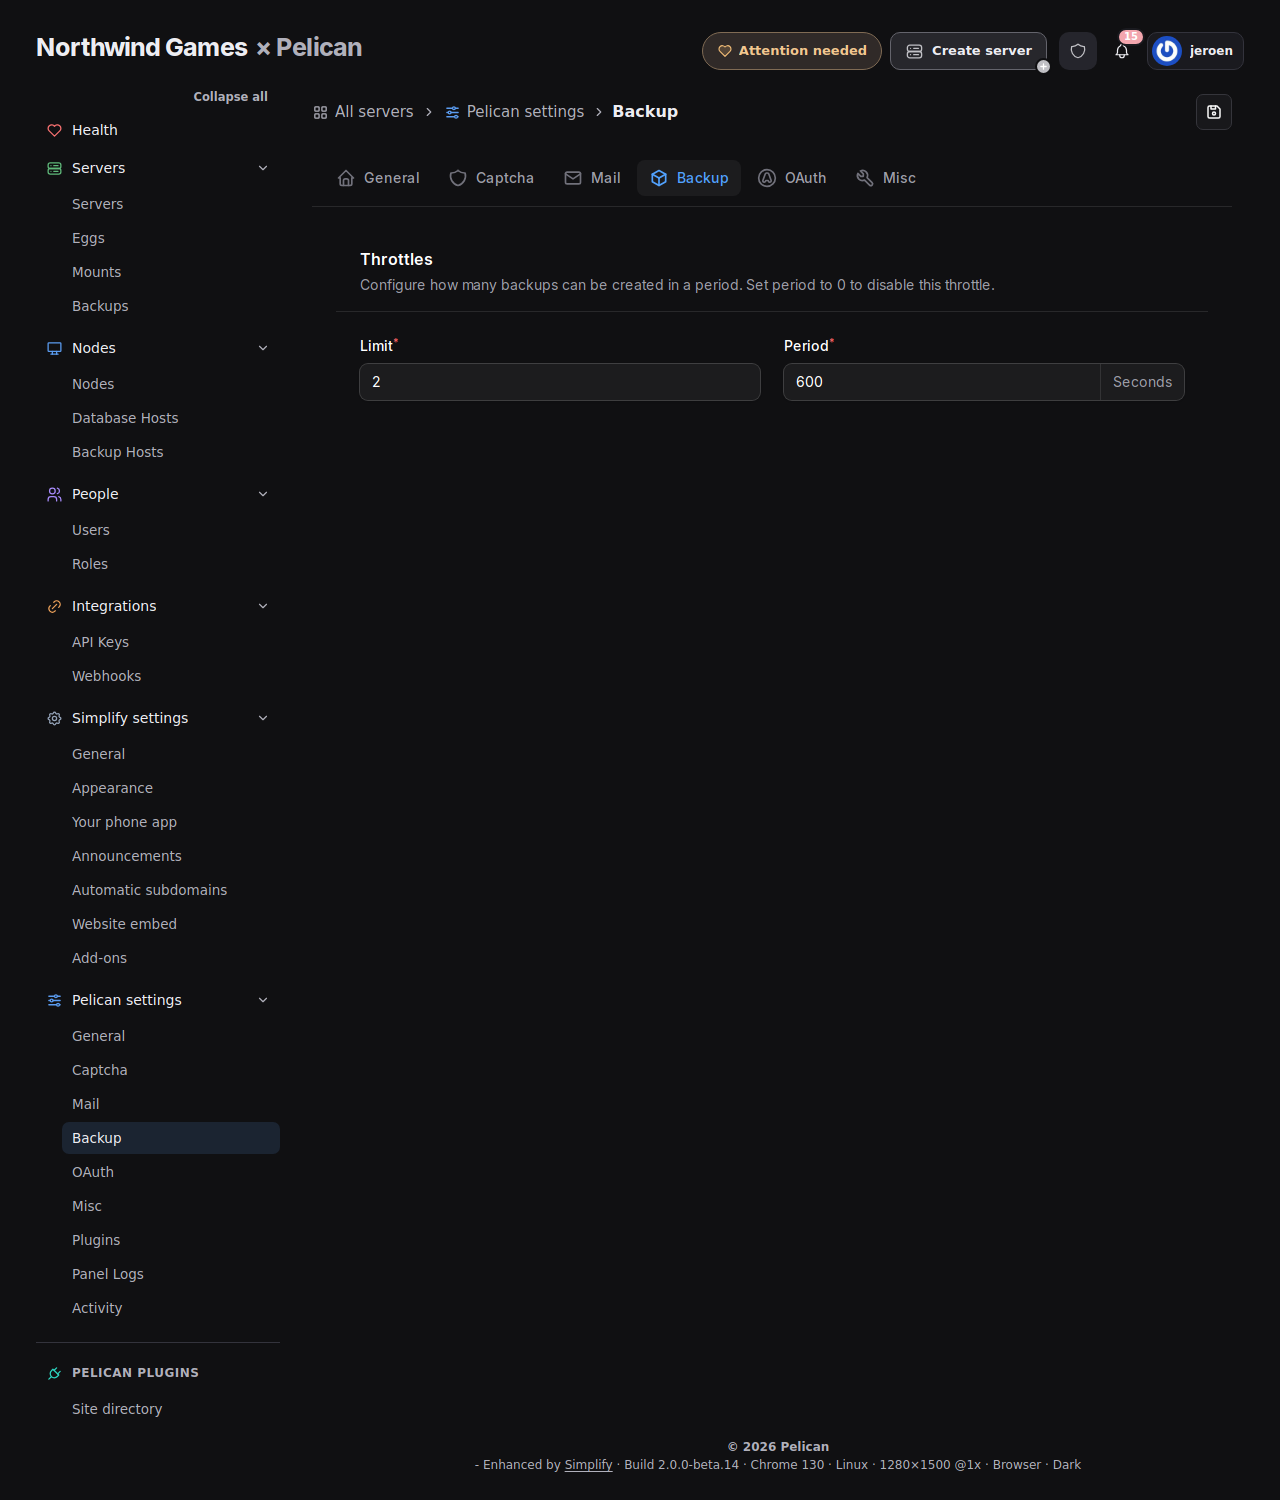 Northwind Games × Pelican
Attention needed
Create server
15
jeroen
Collapse all
Health
Servers
Servers
Eggs
Mounts
Backups
Nodes
Nodes
Database Hosts
Backup Hosts
People
Users
Roles
Integrations
API Keys
Webhooks
Simplify settings
General
Appearance
Your phone app
Announcements
Automatic subdomains
Website embed
Add-ons
Pelican settings
General
Captcha
Mail
Backup
OAuth
Misc
Plugins
Panel Logs
Activity
PELICAN PLUGINS
Site directory
All servers > Pelican settings > Backup
General
Captcha
Mail
Backup
OAuth
Misc
Throttles
Configure how many backups can be created in a period. Set period to 0 to disable this throttle.
Limit*
2
Period*
600
Seconds
© 2026 Pelican
- Enhanced by Simplify · Build 2.0.0-beta.14 · Chrome 130 · Linux · 1280×1500 @1x · Browser · Dark